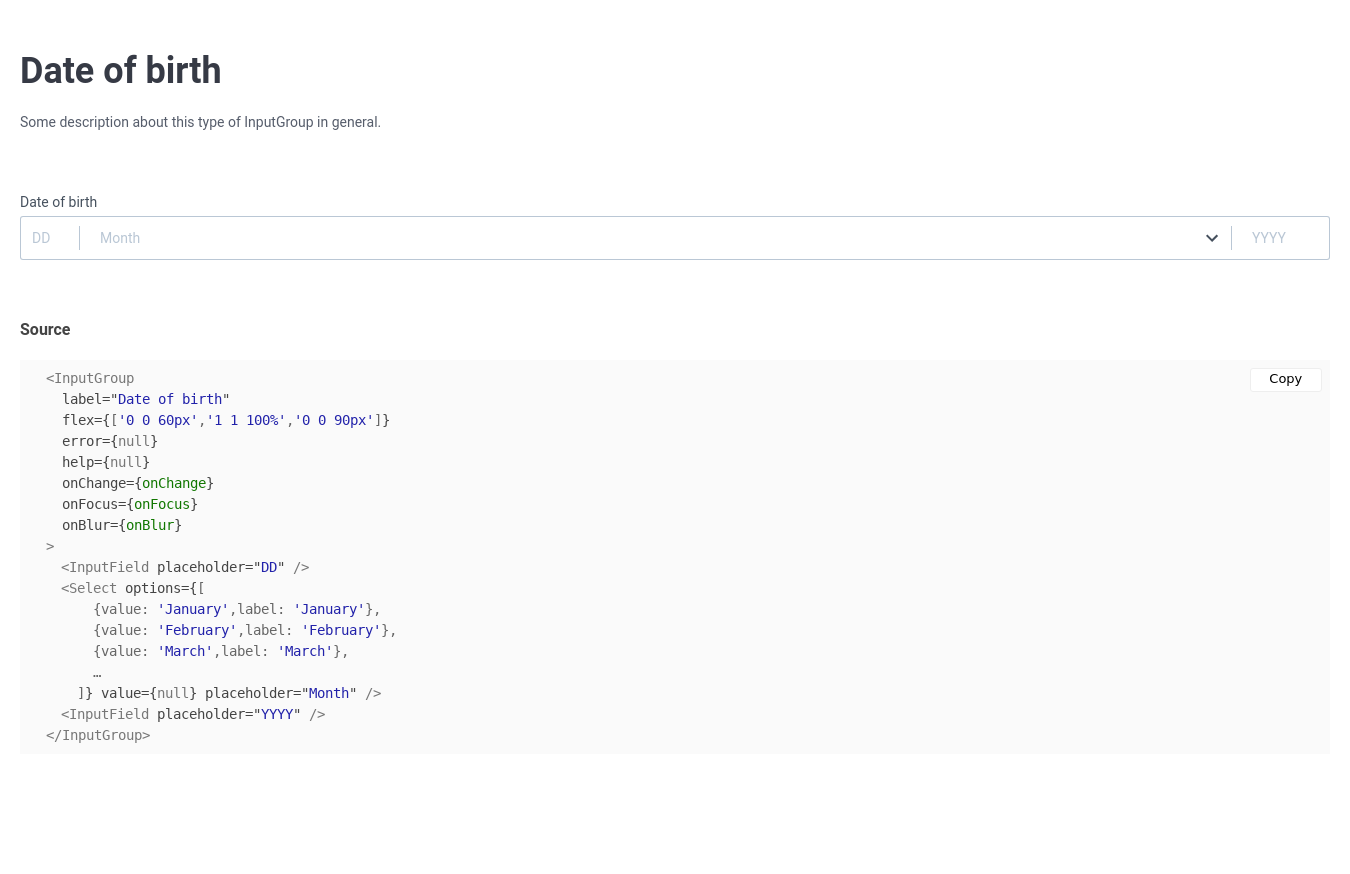 Date of birth
Some description about this type of InputGroup in general.
Date of birth
DD Month YYYY
Source
Copy
<InputGroup
label="Date of birth"
flex={['0 0 60px','1 1 100%','0 0 90px']}
error={null}
help={null}
onChange={onChange}
onFocus={onFocus}
onBlur={onBlur}
>
<InputField placeholder="DD" />
<Select options={[
{value: 'January',label: 'January'},
{value: 'February',label: 'February'},
{value: 'March',label: 'March'},
…
]} value={null} placeholder="Month" />
<InputField placeholder="YYYY" />
</InputGroup>